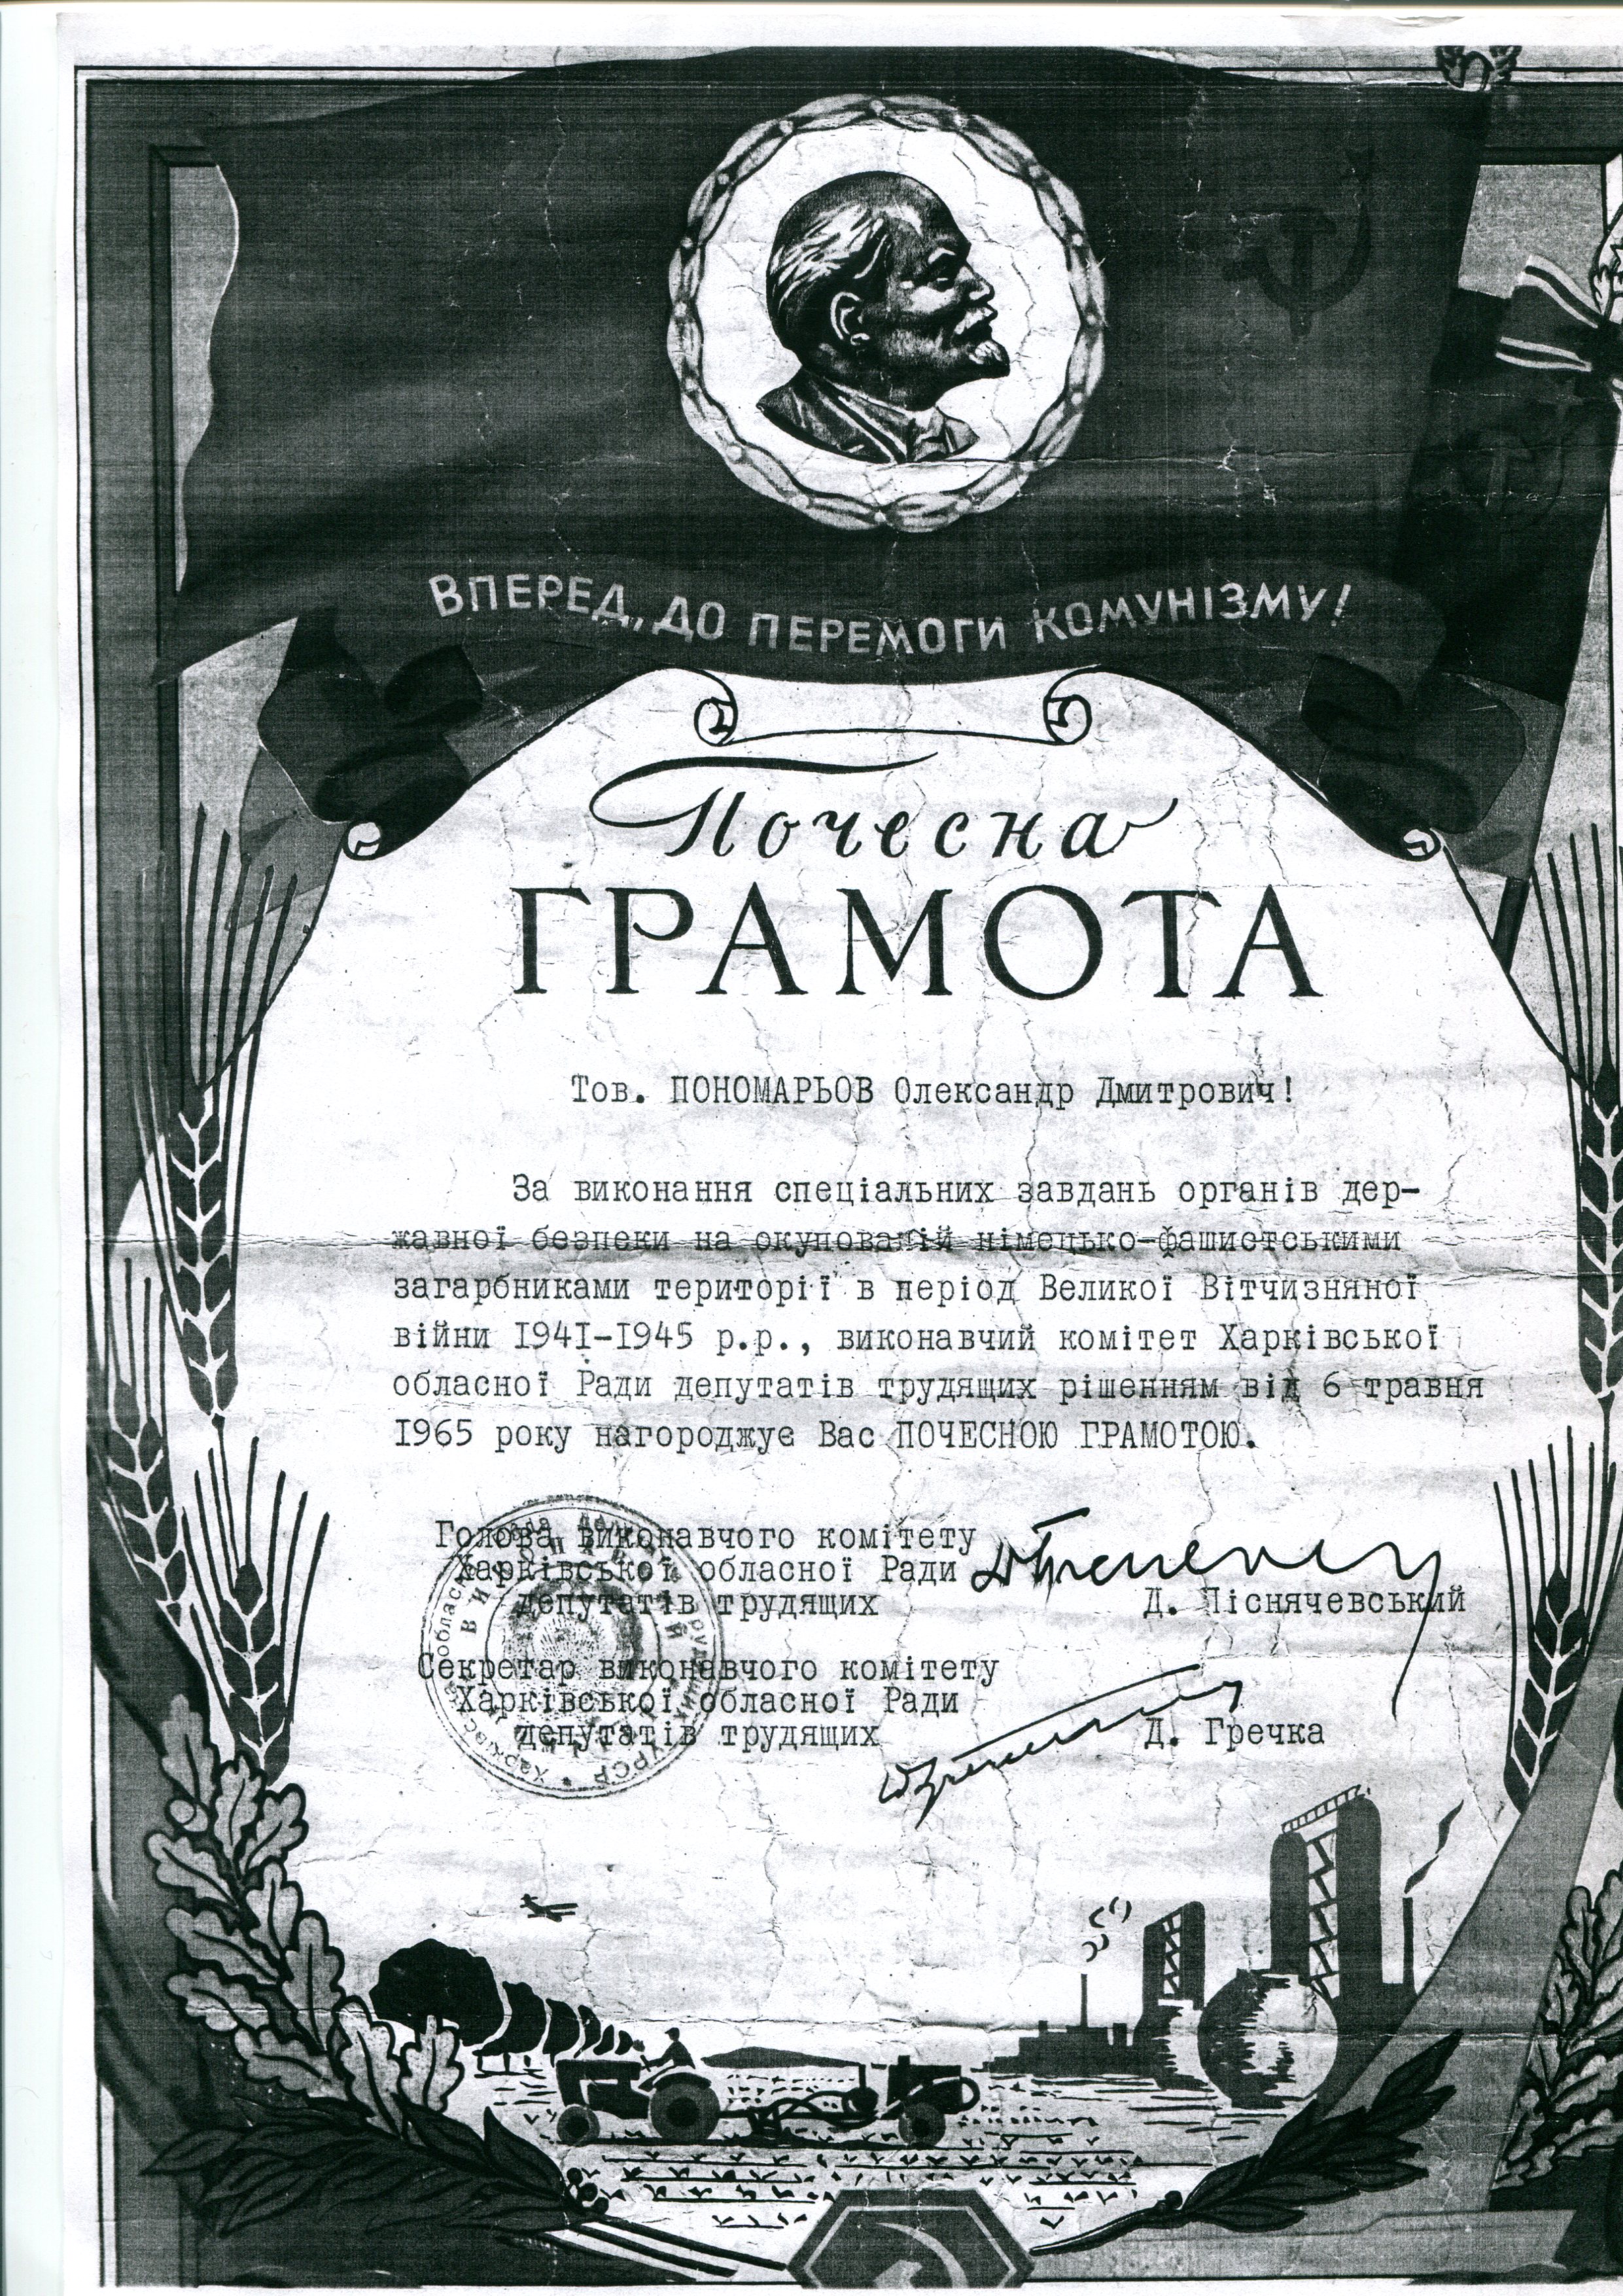 ВПЕРЕД, ДО ПЕРЕМОГИ КОМУНІЗМУ!
Почесна
ГРАМОТА
Тов. ПОНОМАРЬОВ Олександр Дмитрович!
За виконання спеціальних завдань органів дер-
жавної безпеки на окупованій німецько-фашистськими
загарбниками території в період Великої Вітчизняної
війни 1941-1945 р.р., виконавчий комітет Харківської
обласної Ради депутатів трудящих рішенням від 6 травня
1965 року нагороджує Вас ПОЧЕСНОЮ ГРАМОТОЮ.
Голова виконавчого комітету
Харківської обласної Ради
депутатів трудящих Д. Піснячевський
Секретар виконавчого комітету
Харківської обласної Ради
депутатів трудящих Д. Гречка
УРСР